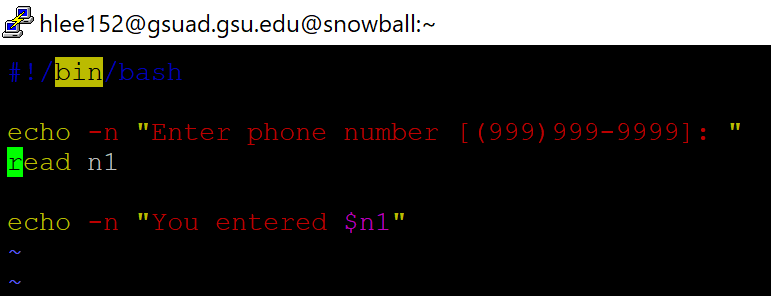 hlee152@gsuad.gsu.edu@snowball:~
#!/bin/bash
echo -n "Enter phone number [(999)999-9999]: "
read n1
echo -n "You entered $n1"
~
~